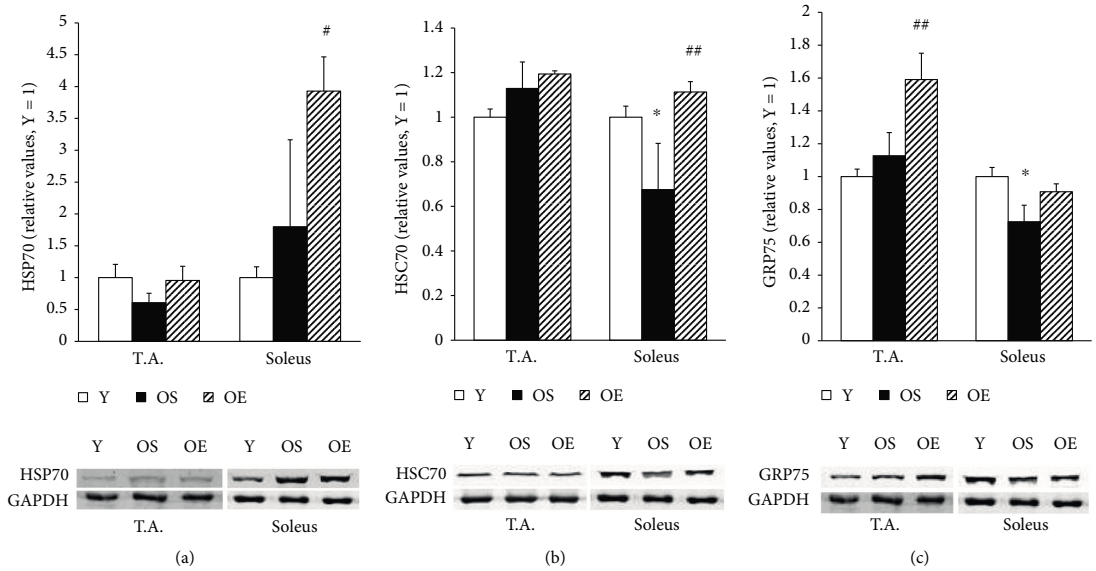 HSP70 (relative values, Y = 1)
5
4.5
4
3.5
3
2.5
2
1.5
1
0.5
0
#
T.A. Soleus
Y OS OE
Y OS OE Y OS OE
HSP70
GAPDH
T.A. Soleus
(a)
HSC70 (relative values, Y = 1)
1.4
1.2
1
0.8
0.6
0.4
0.2
0
* ##
T.A. Soleus
Y OS OE
Y OS OE Y OS OE
HSC70
GAPDH
T.A. Soleus
(b)
GRP75 (relative values, Y = 1)
2
1.8
1.6
1.4
1.2
1
0.8
0.6
0.4
0.2
0
##
*
T.A. Soleus
Y OS OE
Y OS OE Y OS OE
GRP75
GAPDH
T.A. Soleus
(c)